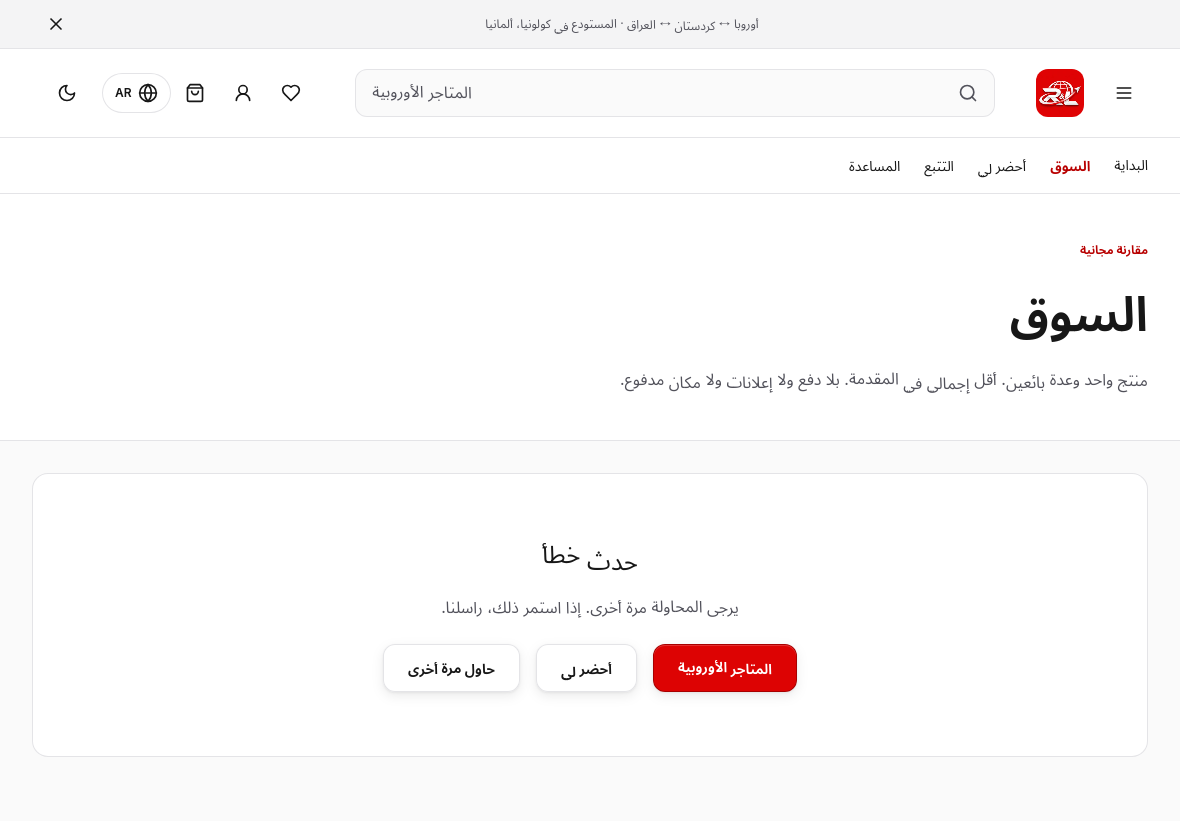 أوروبا ↔ كردستان ↔ العراق · المستودع في كولونيا، ألمانيا
المتاجر الأوروبية
AR
البداية
السوق
أحضر لي
التتبع
المساعدة
مقارنة مجانية
السوق
منتج واحد وعدة بائعين. أقل إجمالي في المقدمة. بلا دفع ولا إعلانات ولا مكان مدفوع.
حدث خطأ
يرجى المحاولة مرة أخرى. إذا استمر ذلك، راسلنا.
المتاجر الأوروبية
أحضر لي
حاول مرة أخرى